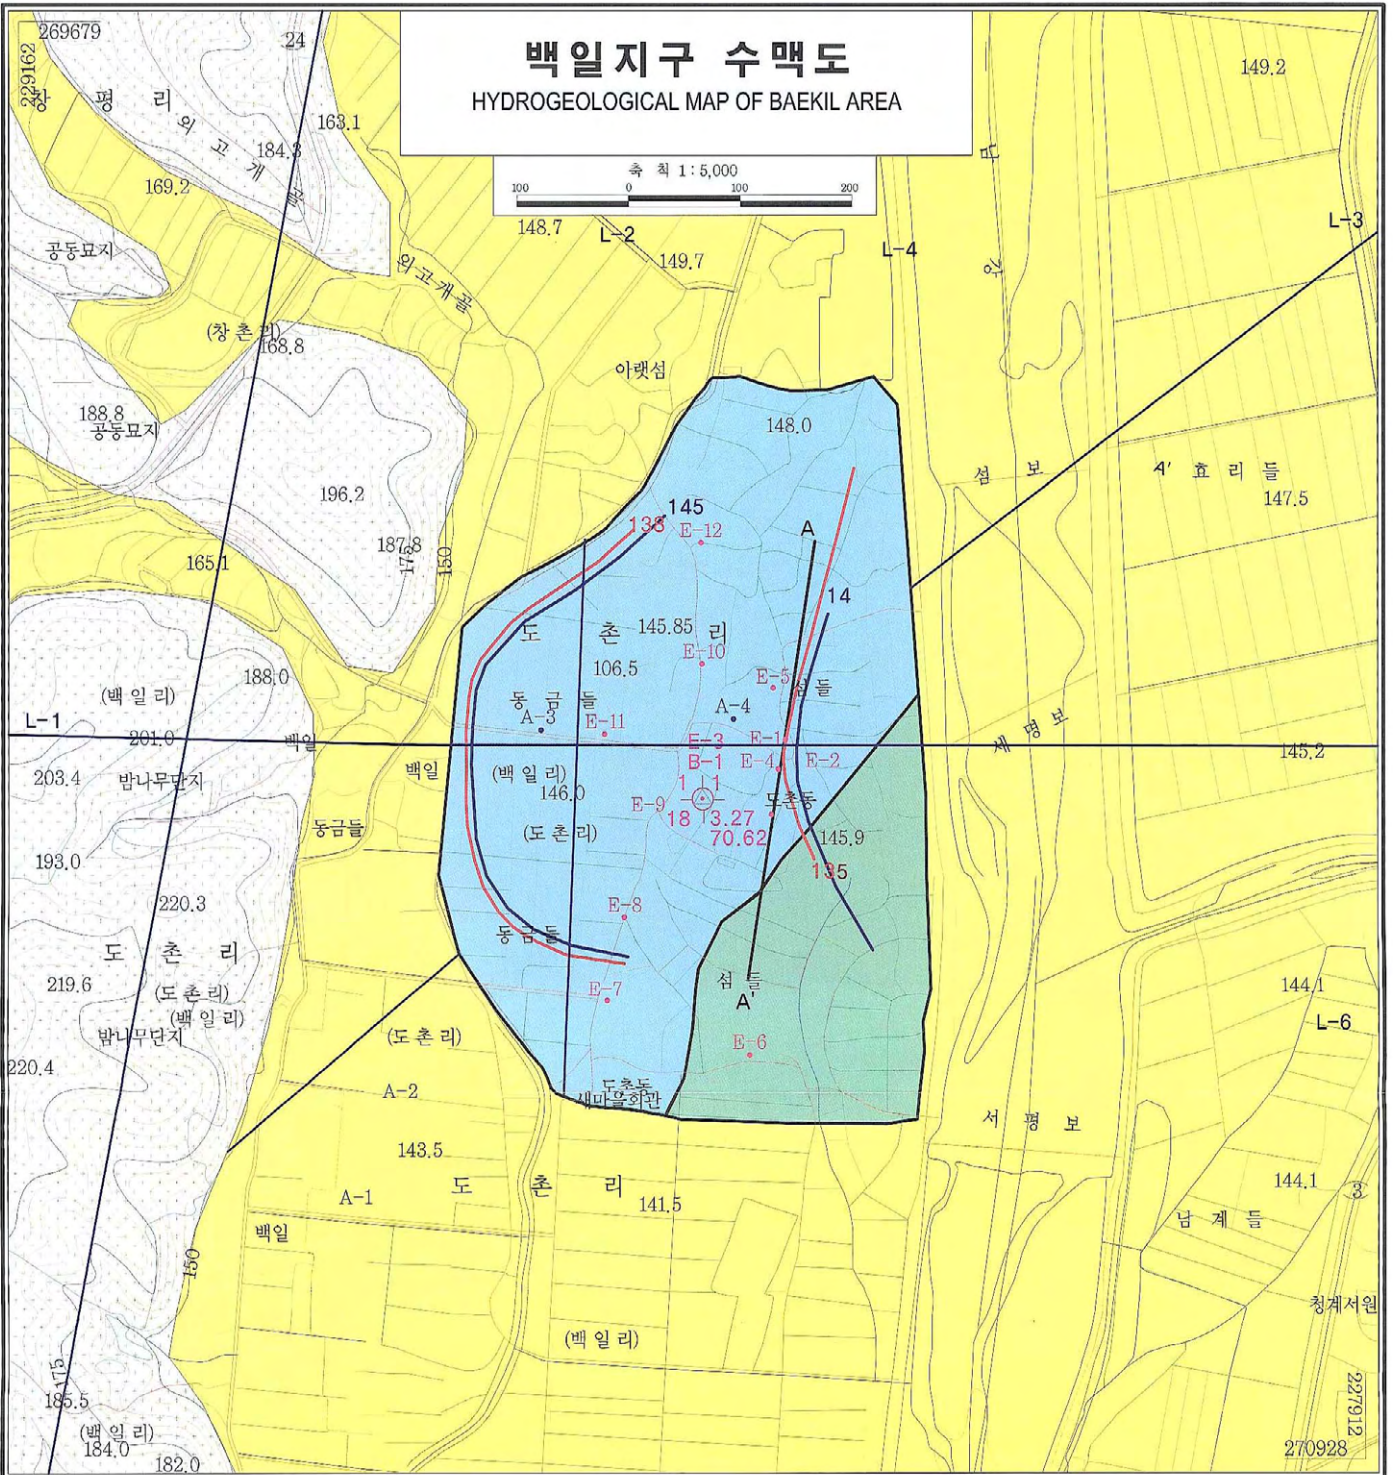 백일지구 수맥도
HYDROGEOLOGICAL MAP OF BAEKIL AREA
축 척 1 : 5,000
100 0 100 200
269679
229162
24
창 평 리
외 고 개 골
163.1
184.3
169.2
149.2
남 강
공동묘지
148.7
L-2
149.7
L-4
L-3
외고개골
(창 촌 리)
168.8
아랫섬
188.8
공동묘지
148.0
196.2
섬 보
A' 효 리 들
147.5
187.8
175
150
165.1
138
145
E-12
A
14
도 촌 리
145.85
E-10
106.5
188.0
(백 일 리)
동 금 들
E-5
섬 들
A-3
A-4
E-11
L-1
201.0
백일
E-1
E-3
세 명 보
145.2
203.4
밤나무단지
백일
(백 일 리)
B-1
E-4
E-2
146.0
1 1
E-9
18 3.27
도촌동
70.62
동금들
(도 촌 리)
145.9
193.0
135
220.3
E-8
동 금 들
도 촌 리
219.6
(도 촌 리)
(백 일 리)
섬 들
A'
E-7
144.1
L-6
밤나무단지
(도 촌 리)
E-6
220.4
A-2
도촌동
새마을회관
서 평 보
143.5
A-1
도 촌 리
141.5
144.1
3
남 계 들
백일
150
청계서원
(백 일 리)
175
185.5
(백 일 리)
184.0
182.0
227912
270928